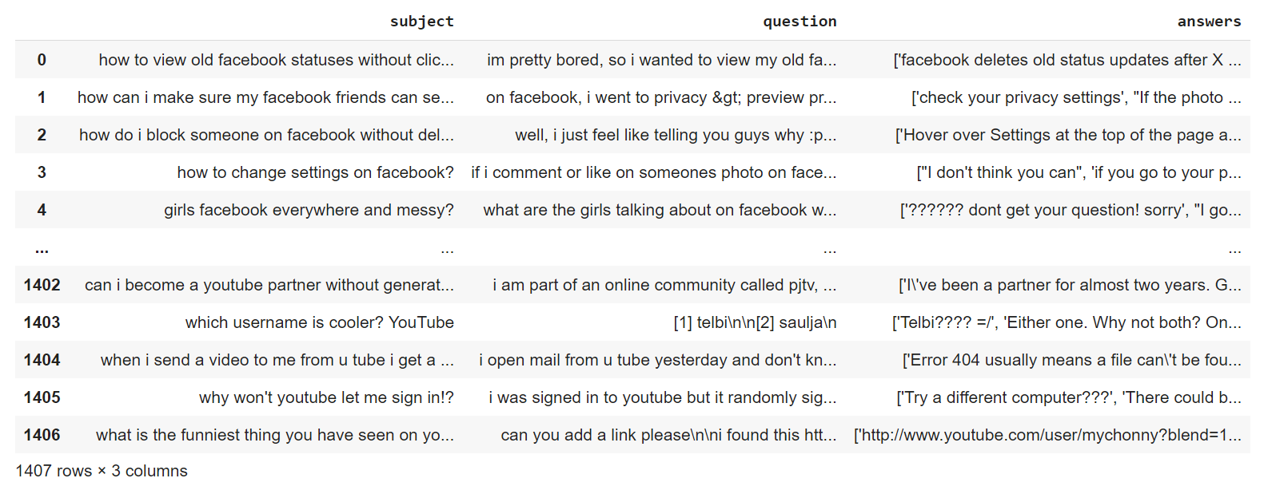 subject question answers
0 how to view old facebook statuses without clic... im pretty bored, so i wanted to view my old fa... ['facebook deletes old status updates after X ...
1 how can i make sure my facebook friends can se... on facebook, i went to privacy &gt; preview pr... ['check your privacy settings', "If the photo ...
2 how do i block someone on facebook without del... well, i just feel like telling you guys why :p... ['Hover over Settings at the top of the page a...
3 how to change settings on facebook? if i comment or like on someones photo on face... ["I don't think you can", 'if you go to your p...
4 girls facebook everywhere and messy? what are the girls talking about on facebook w... ['?????? dont get your question! sorry', "I go...
... ... ... ...
1402 can i become a youtube partner without generat... i am part of an online community called pjtv, ... ['I\'ve been a partner for almost two years. G...
1403 which username is cooler? YouTube [1] telbi\n\n[2] saulja\n ['Telbi???? =/', 'Either one. Why not both? On...
1404 when i send a video to me from u tube i get a ... i open mail from u tube yesterday and don't kn... ['Error 404 usually means a file can\'t be fou...
1405 why won't youtube let me sign in!? i was signed in to youtube but it randomly sig... ['Try a different computer???', 'There could b...
1406 what is the funniest thing you have seen on yo... can you add a link please\n\ni found this htt... ['http://www.youtube.com/user/mychonny?blend=1...
1407 rows × 3 columns